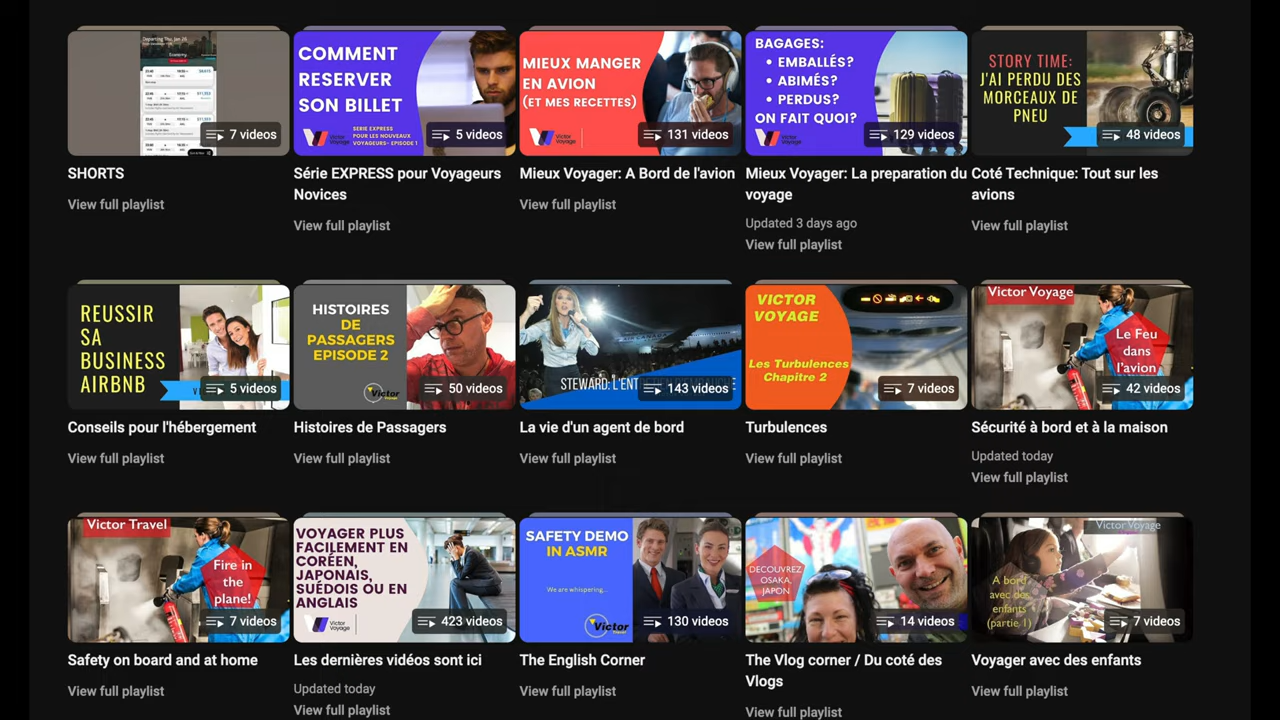 Departing Thu, Jan 26
Economy
7 videos
SHORTS
View full playlist
COMMENT
RÉSERVER
SON BILLET
Victor
Voyage
SERIE EXPRESS
POUR LES NOUVEAUX
VOYAGEURS- EPISODE 1
5 videos
Série EXPRESS pour Voyageurs
Novices
View full playlist
MIEUX MANGER
EN AVION
(ET MES RECETTES)
Victor
Voyage
131 videos
Mieux Voyager: A Bord de l'avion
View full playlist
BAGAGES:
• EMBALLÉS?
• ABIMÉS?
• PERDUS?
ON FAIT QUOI?
Victor
Voyage
129 videos
Mieux Voyager: La preparation du
voyage
Updated 3 days ago
View full playlist
STORY TIME:
J'AI PERDU DES
MORCEAUX DE
PNEU
48 videos
Coté Technique: Tout sur les
avions
View full playlist
REUSSIR
SA
BUSINESS
AIRBNB
5 videos
Conseils pour l'hébergement
View full playlist
HISTOIRES
DE
PASSAGERS
EPISODE 2
Victor
50 videos
Histoires de Passagers
View full playlist
STEWARD: L'ENT
143 videos
La vie d'un agent de bord
View full playlist
VICTOR
VOYAGE
Les Turbulences
Chapitre 2
7 videos
Turbulences
View full playlist
Victor Voyage
Le Feu
dans
l'avion
42 videos
Sécurité à bord et à la maison
Updated today
View full playlist
Victor Travel
Fire in
the
plane!
7 videos
Safety on board and at home
View full playlist
VOYAGER PLUS
FACILEMENT EN
CORÉEN,
JAPONAIS,
SUÉDOIS OU EN
ANGLAIS
Victor
Voyage
423 videos
Les dernières vidéos sont ici
Updated today
View full playlist
SAFETY DEMO
IN ASMR
We are whispering...
Victor
Travel
130 videos
The English Corner
View full playlist
DECOUVREZ
OSAKA,
JAPON
14 videos
The Vlog corner / Du coté des
Vlogs
View full playlist
Victor Voyage
A bord
avec des
enfants
(partie 1)
7 videos
Voyager avec des enfants
View full playlist